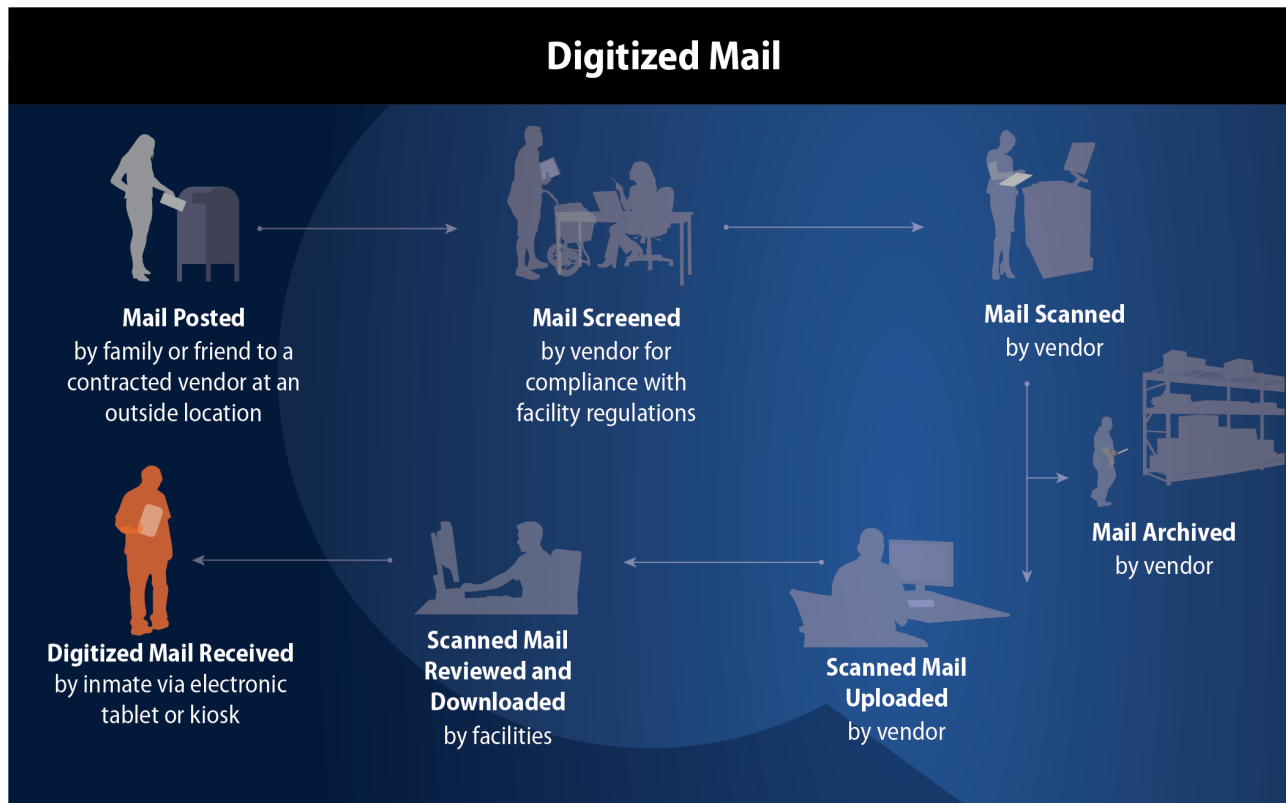 Digitized Mail
Mail Posted
by family or friend to a
contracted vendor at an
outside location
Mail Screened
by vendor for
compliance with
facility regulations
Mail Scanned
by vendor
Mail Archived
by vendor
Scanned Mail
Uploaded
by vendor
Scanned Mail
Reviewed and
Downloaded
by facilities
Digitized Mail Received
by inmate via electronic
tablet or kiosk